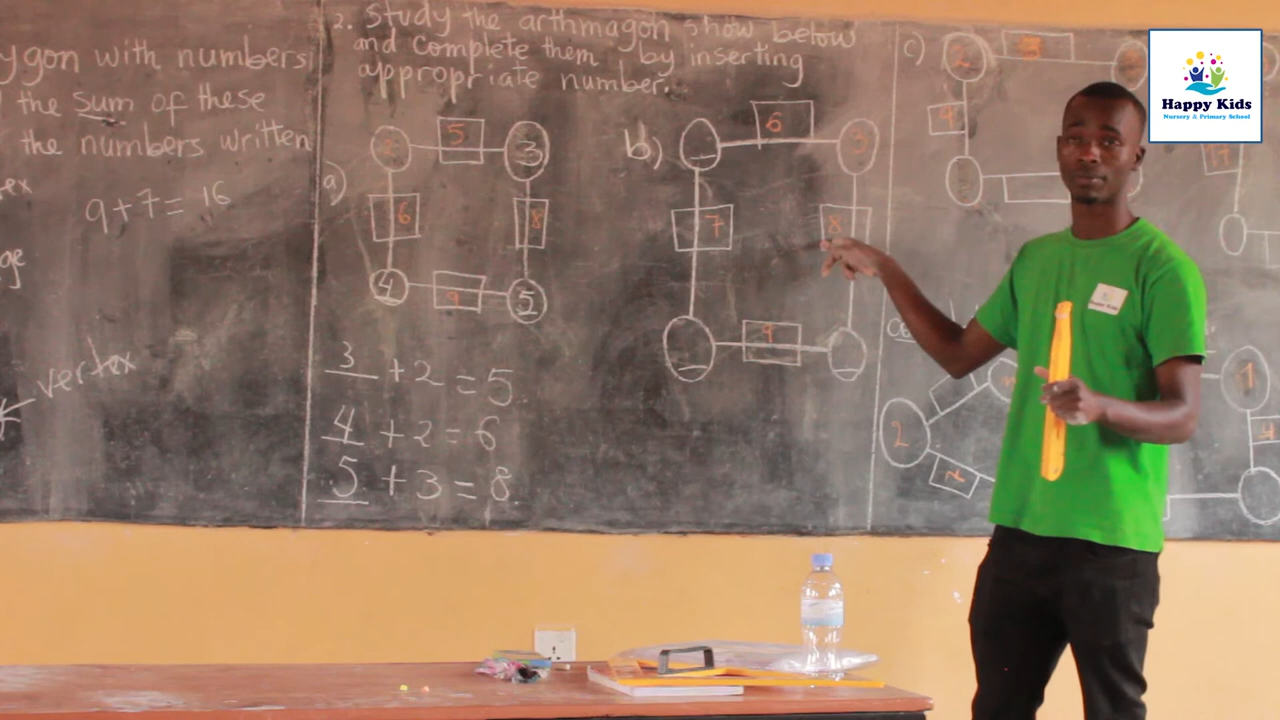 ygon with numbers
the sum of these
the numbers written
ex
9+7=16
ge
vertex
2. Study the arthmagon show below
and complete them by inserting
appropriate number.
a)
2 5 3
6 8
4 9 5
3 + 2 = 5
4 + 2 = 6
5 + 3 = 8
b)
6 3
7 8
9
c)
2
4
17
2
1
4
Happy Kids
Nursery & Primary School